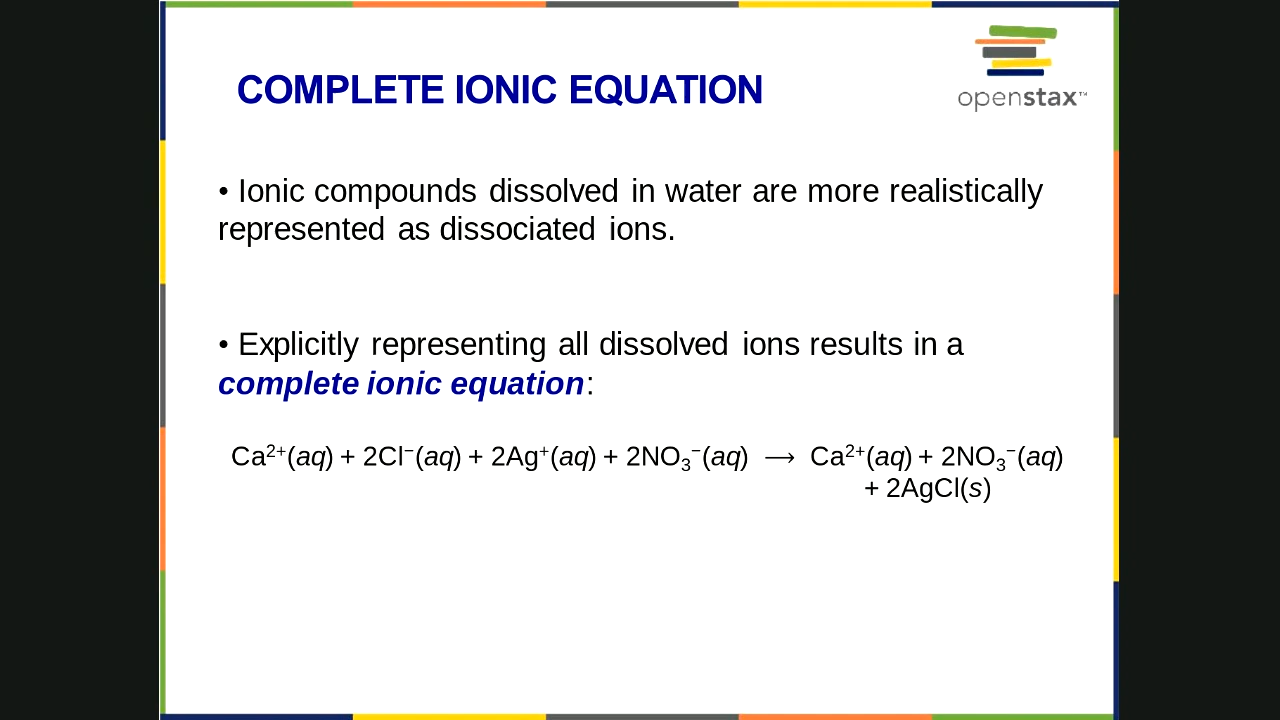 COMPLETE IONIC EQUATION
openstax™
• Ionic compounds dissolved in water are more realistically
represented as dissociated ions.
• Explicitly representing all dissolved ions results in a
complete ionic equation:
Ca²⁺(aq) + 2Cl⁻(aq) + 2Ag⁺(aq) + 2NO₃⁻(aq) ⟶ Ca²⁺(aq) + 2NO₃⁻(aq)
+ 2AgCl(s)